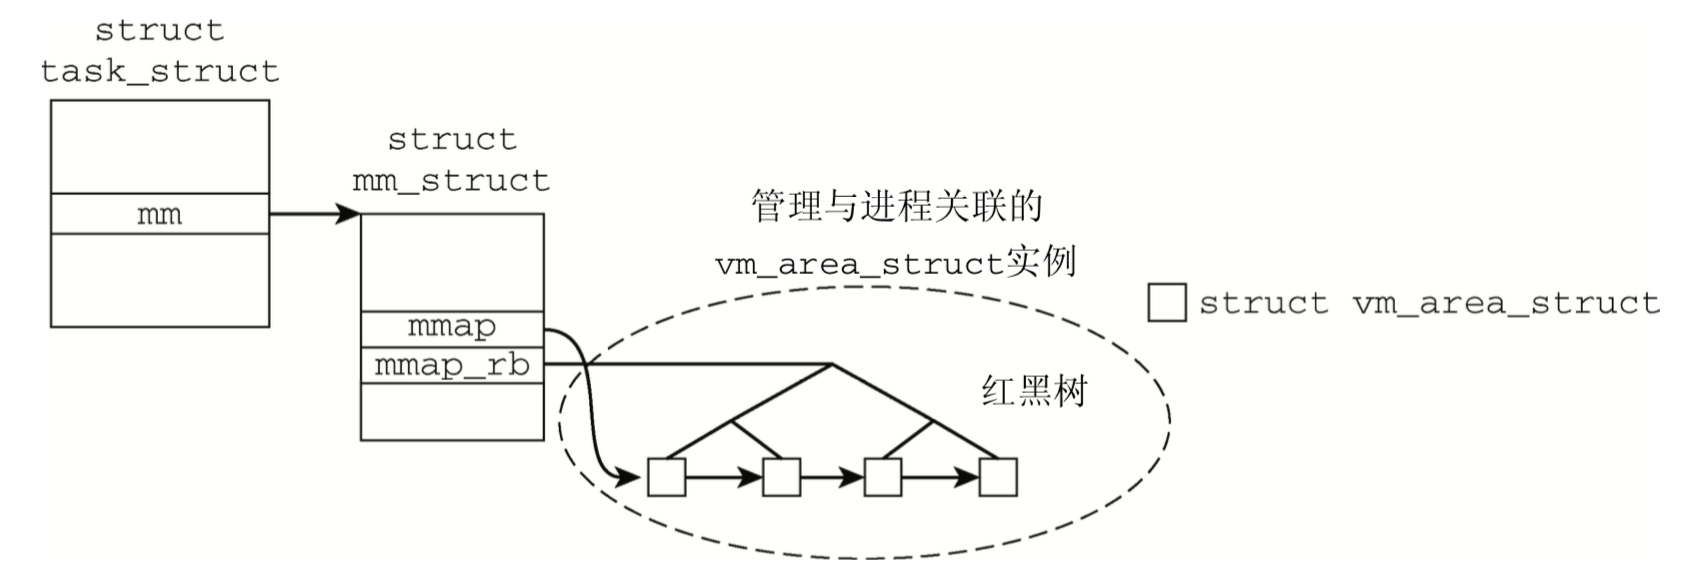 struct
task_struct
mm
struct
mm_struct
mmap
mmap_rb
管理与进程关联的
vm_area_struct实例
红黑树
struct vm_area_struct